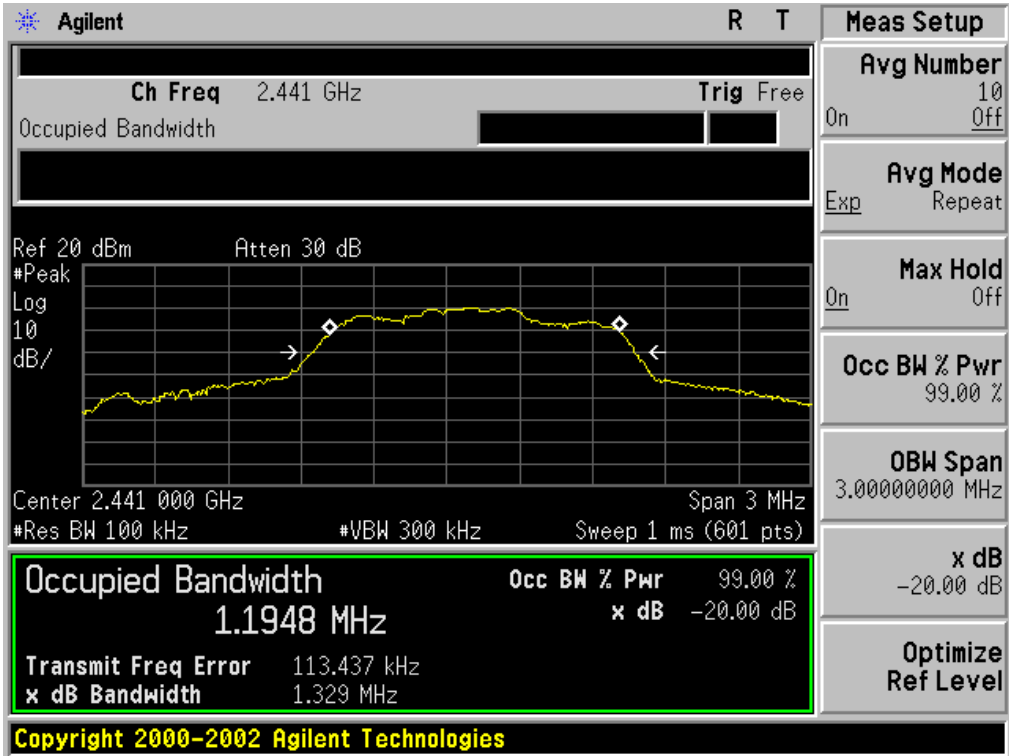 Agilent R T
Ch Freq 2.441 GHz Trig Free
Occupied Bandwidth
Ref 20 dBm Atten 30 dB
#Peak
Log
10
dB/
Center 2.441 000 GHz Span 3 MHz
#Res BW 100 kHz #VBW 300 kHz Sweep 1 ms (601 pts)
Occupied Bandwidth Occ BW % Pwr 99.00 %
1.1948 MHz x dB -20.00 dB
Transmit Freq Error 113.437 kHz
x dB Bandwidth 1.329 MHz
Copyright 2000-2002 Agilent Technologies
Meas Setup
Avg Number
10
On Off
Avg Mode
Exp Repeat
Max Hold
On Off
Occ BW % Pwr
99.00 %
OBW Span
3.00000000 MHz
x dB
-20.00 dB
Optimize
Ref Level